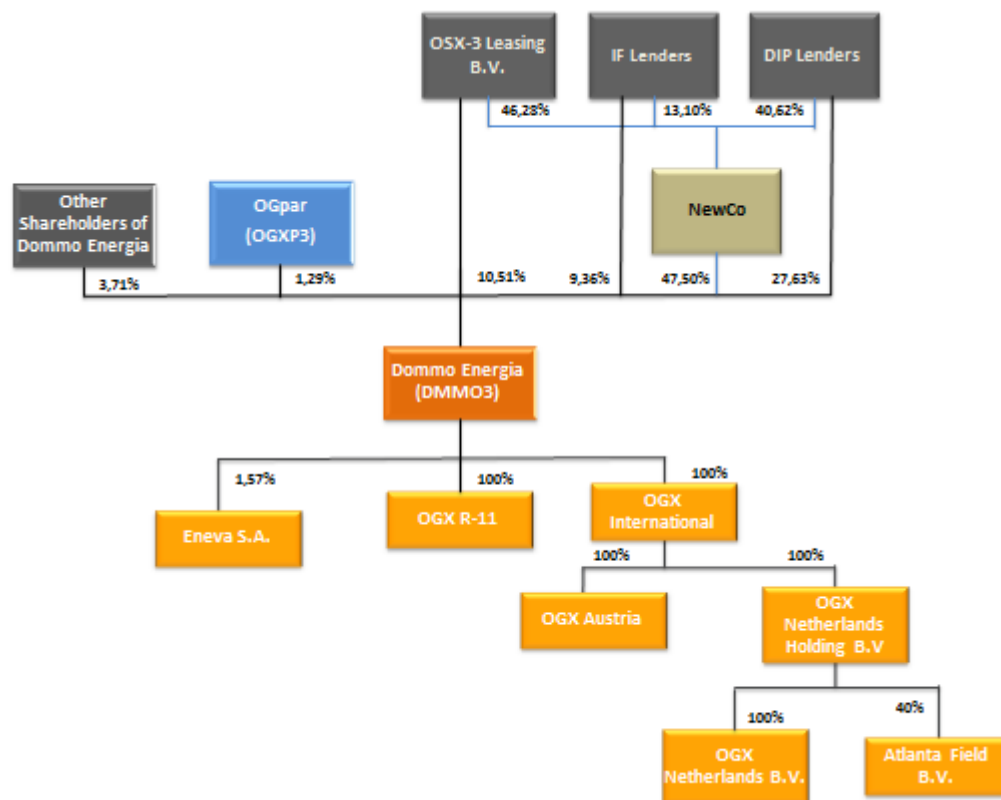 OSX-3 Leasing
B.V.
IF Lenders
DIP Lenders
46,28%
13,10%
40,62%
Other
Shareholders of
Dommo Energia
OGpar
(OGXP3)
NewCo
3,71%
1,29%
10,51%
9,36%
47,50%
27,63%
Dommo Energia
(DMMO3)
1,57%
100%
100%
Eneva S.A.
OGX R-11
OGX
International
100%
100%
OGX Austria
OGX
Netherlands
Holding B.V
100%
40%
OGX
Netherlands B.V.
Atlanta Field
B.V.